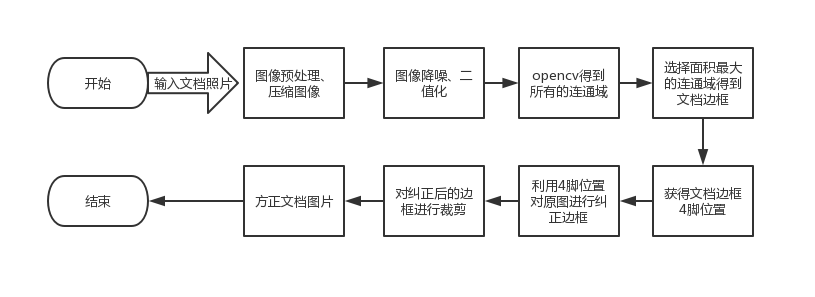 开始
输入文档照片
图像预处理、
压缩图像
图像降噪、二
值化
opencv得到
所有的连通域
选择面积最大
的连通域得到
文档边框
获得文档边框
4脚位置
利用4脚位置
对原图进行纠
正边框
对纠正后的边
框进行裁剪
方正文档图片
结束